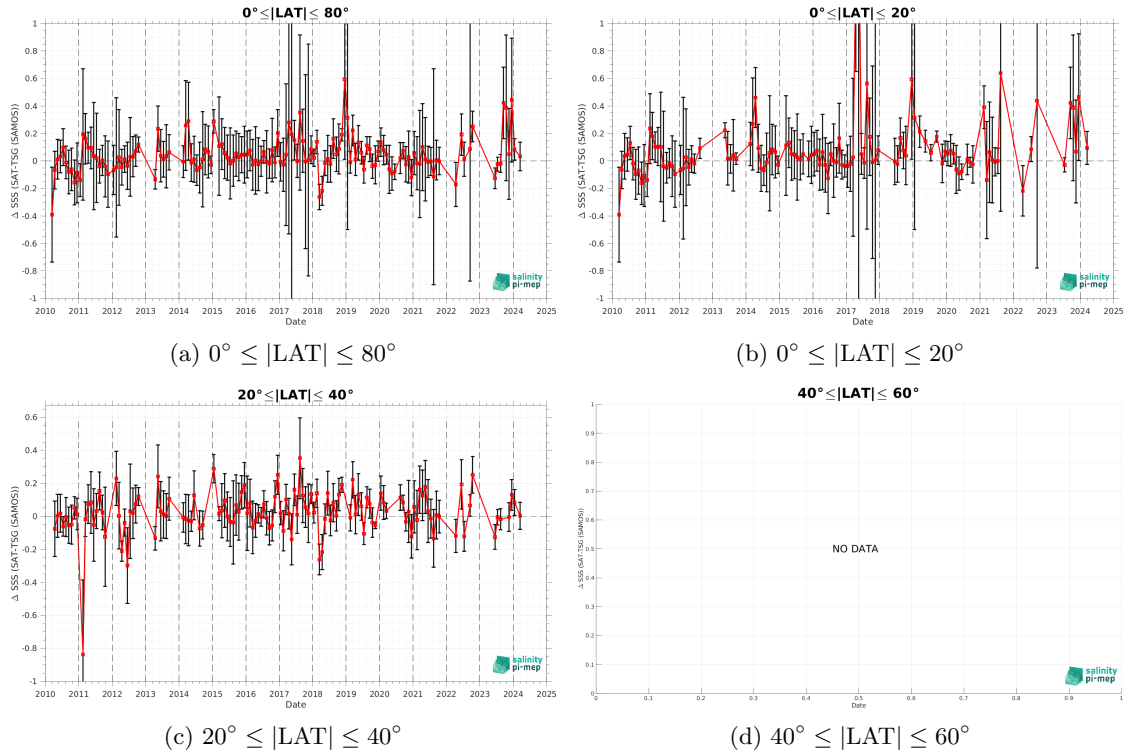 0°≤|LAT|≤ 80°
Δ SSS (SAT-TSG (SAMOS))
1
0.8
0.6
0.4
0.2
0
-0.2
-0.4
-0.6
-0.8
-1
2010 2011 2012 2013 2014 2015 2016 2017 2018 2019 2020 2021 2022 2023 2024 2025
Date
salinity
pi-mep
(a) 0° ≤ |LAT| ≤ 80°
0°≤|LAT|≤ 20°
Δ SSS (SAT-TSG (SAMOS))
1
0.8
0.6
0.4
0.2
0
-0.2
-0.4
-0.6
-0.8
-1
2010 2011 2012 2013 2014 2015 2016 2017 2018 2019 2020 2021 2022 2023 2024 2025
Date
salinity
pi-mep
(b) 0° ≤ |LAT| ≤ 20°
20°≤|LAT|≤ 40°
Δ SSS (SAT-TSG (SAMOS))
0.6
0.4
0.2
0
-0.2
-0.4
-0.6
-0.8
-1
2010 2011 2012 2013 2014 2015 2016 2017 2018 2019 2020 2021 2022 2023 2024 2025
Date
salinity
pi-mep
(c) 20° ≤ |LAT| ≤ 40°
40°≤|LAT|≤ 60°
Δ SSS (SAT-TSG (SAMOS))
1
0.9
0.8
0.7
0.6
0.5
0.4
0.3
0.2
0.1
0
NO DATA
0 0.1 0.2 0.3 0.4 0.5 0.6 0.7 0.8 0.9 1
Date
salinity
pi-mep
(d) 40° ≤ |LAT| ≤ 60°